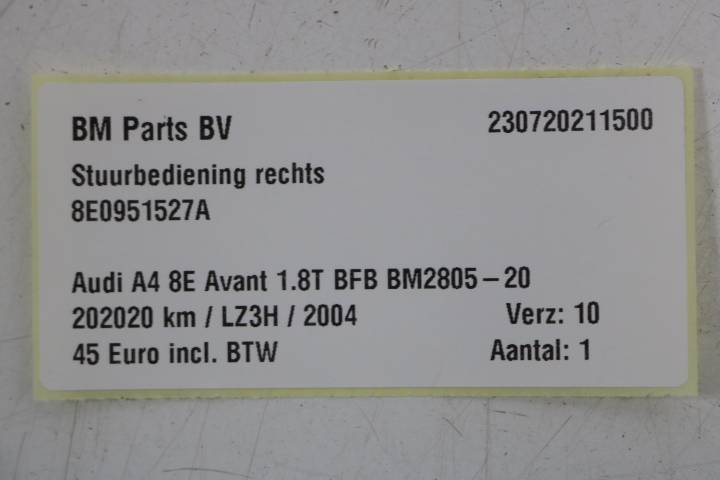 BM Parts BV 230720211500
Stuurbediening rechts
8E0951527A
Audi A4 8E Avant 1.8T BFB BM2805-20
202020 km / LZ3H / 2004 Verz: 10
45 Euro incl. BTW Aantal: 1